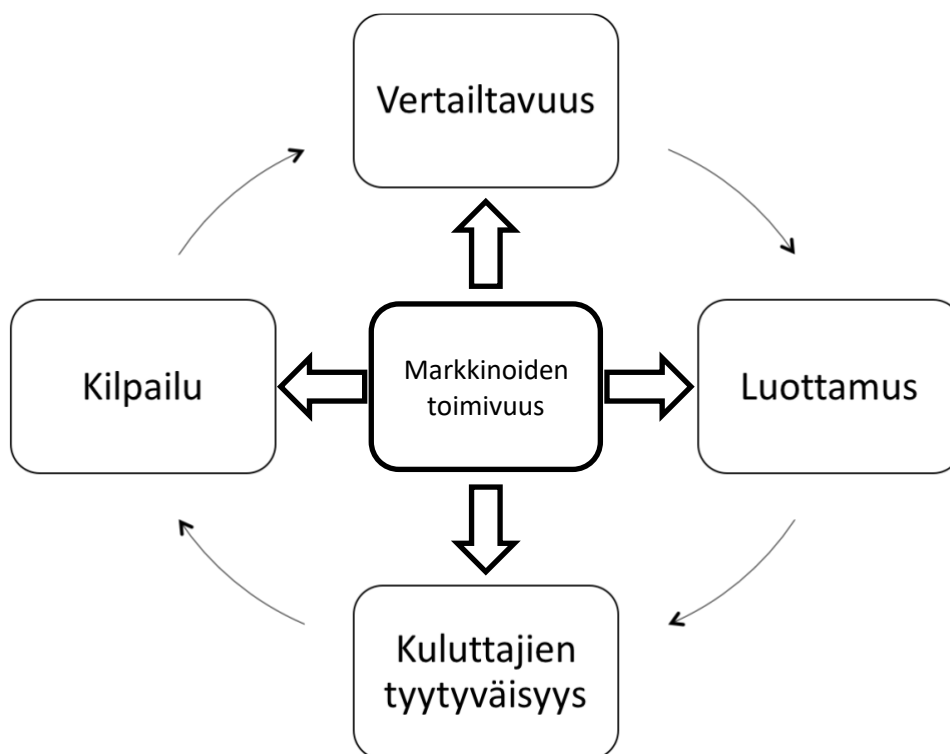 Vertailtavuus
Kilpailu
Markkinoiden
toimivuus
Luottamus
Kuluttajien
tyytyväisyys